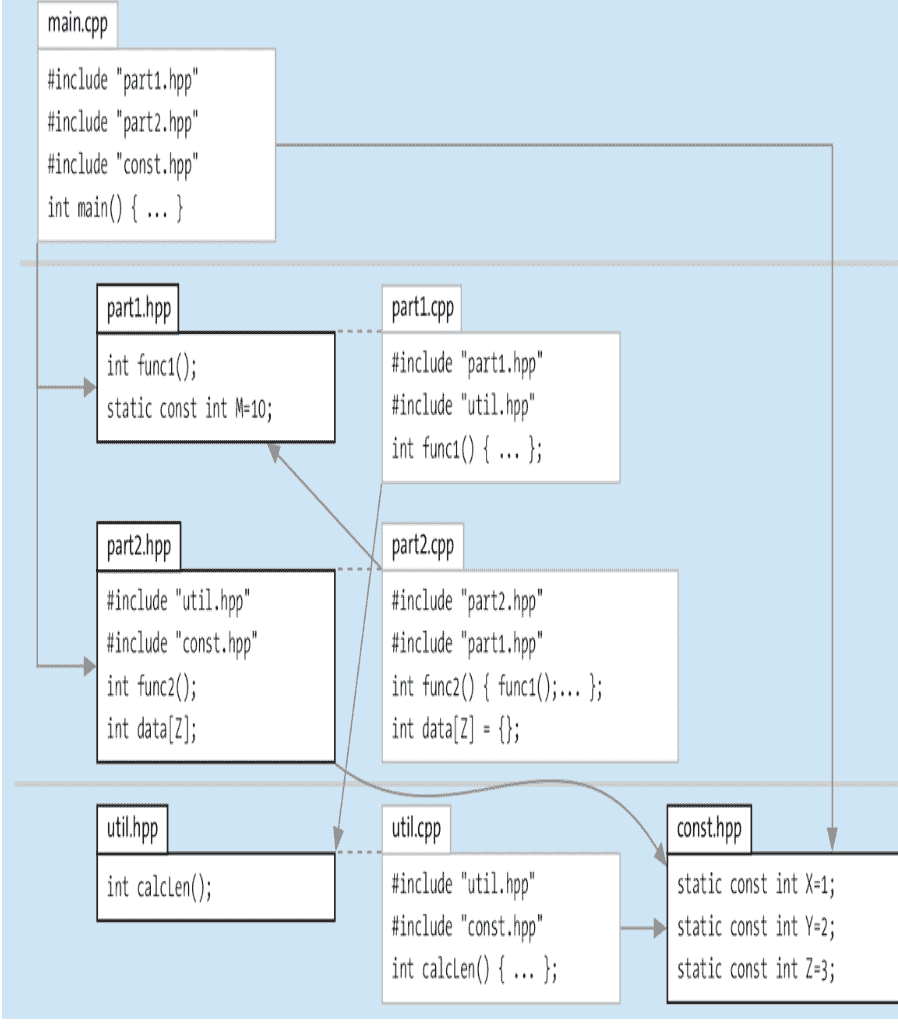 main.cpp
#include "part1.hpp"
#include "part2.hpp"
#include "const.hpp"
int main() { ... }
part1.hpp
int func1();
static const int M=10;
part1.cpp
#include "part1.hpp"
#include "util.hpp"
int func1() { ... };
part2.hpp
#include "util.hpp"
#include "const.hpp"
int func2();
int data[Z];
part2.cpp
#include "part2.hpp"
#include "part1.hpp"
int func2() { func1();... };
int data[Z] = {};
util.hpp
int calcLen();
util.cpp
#include "util.hpp"
#include "const.hpp"
int calcLen() { ... };
const.hpp
static const int X=1;
static const int Y=2;
static const int Z=3;